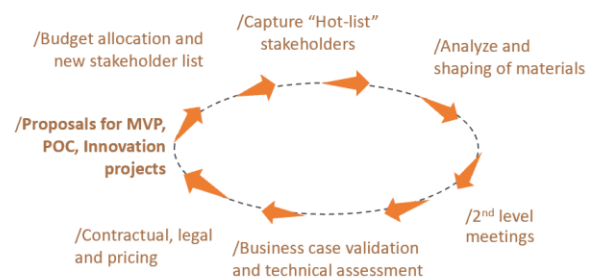 /Capture “Hot-list”
stakeholders
/Budget allocation and
new stakeholder list
/Analyze and
shaping of materials
/Proposals for MVP,
POC, Innovation
projects
/2nd level
meetings
/Contractual, legal
and pricing
/Business case validation
and technical assessment